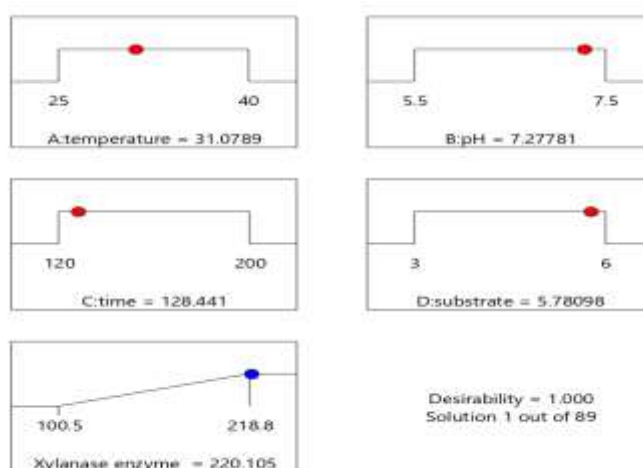 25 40
A:temperature = 31.0789
5.5 7.5
B:pH = 7.27781
120 200
C:time = 128.441
3 6
D:substrate = 5.78098
100.5 218.8
Xylanase enzyme = 220.105
Desirability = 1.000
Solution 1 out of 89